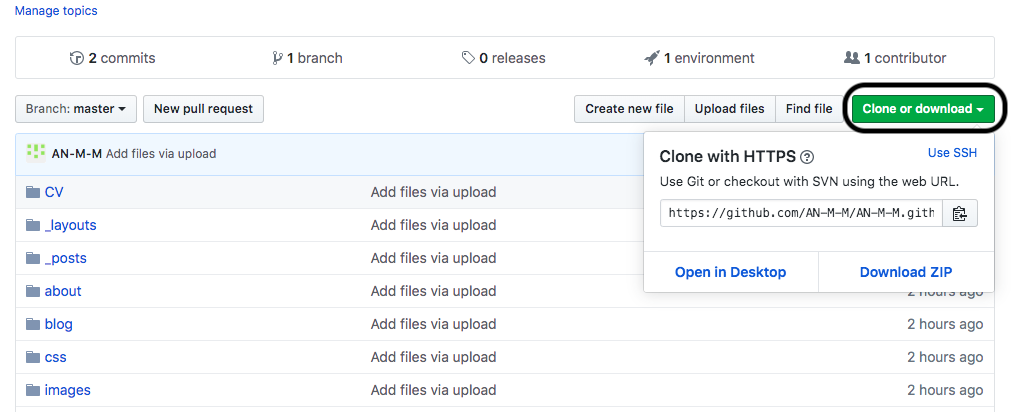 Manage topics
2 commits
1 branch
0 releases
1 environment
1 contributor
Branch: master
New pull request
Create new file
Upload files
Find file
Clone or download
AN-M-M Add files via upload
Clone with HTTPS
Use SSH
Use Git or checkout with SVN using the web URL.
https://github.com/AN-M-M/AN-M-M.gith
Open in Desktop
Download ZIP
CV Add files via upload
_layouts Add files via upload
_posts Add files via upload
about Add files via upload 2 hours ago
blog Add files via upload 2 hours ago
css Add files via upload 2 hours ago
images Add files via upload 2 hours ago